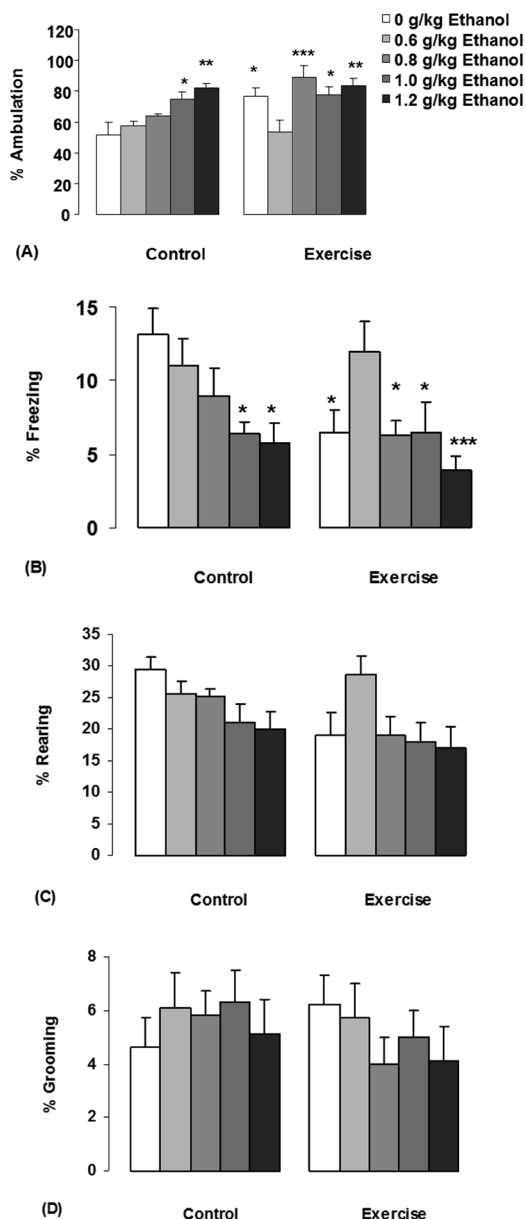 0 g/kg Ethanol
0.6 g/kg Ethanol
0.8 g/kg Ethanol
1.0 g/kg Ethanol
1.2 g/kg Ethanol
% Ambulation
120
100
80
60
40
20
0
* ** * *** * **
Control Exercise
(A)
% Freezing
15
10
5
0
* * * * * ***
Control Exercise
(B)
% Rearing
35
30
25
20
15
10
5
0
Control Exercise
(C)
% Grooming
8
6
4
2
0
Control Exercise
(D)